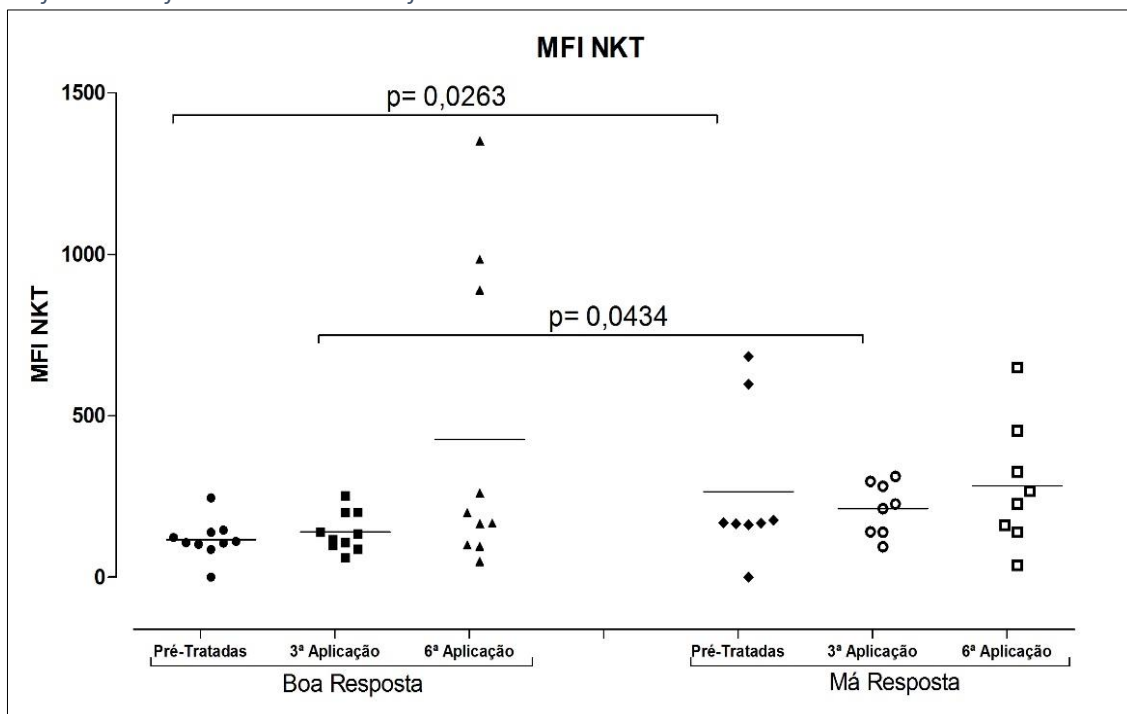 MFI NKT
1500
p= 0,0263
1000
p= 0,0434
MFI NKT
500
0
Pré-Tratadas 3ª Aplicação 6ª Aplicação Pré-Tratadas 3ª Aplicação 6ª Aplicação
Boa Resposta Má Resposta